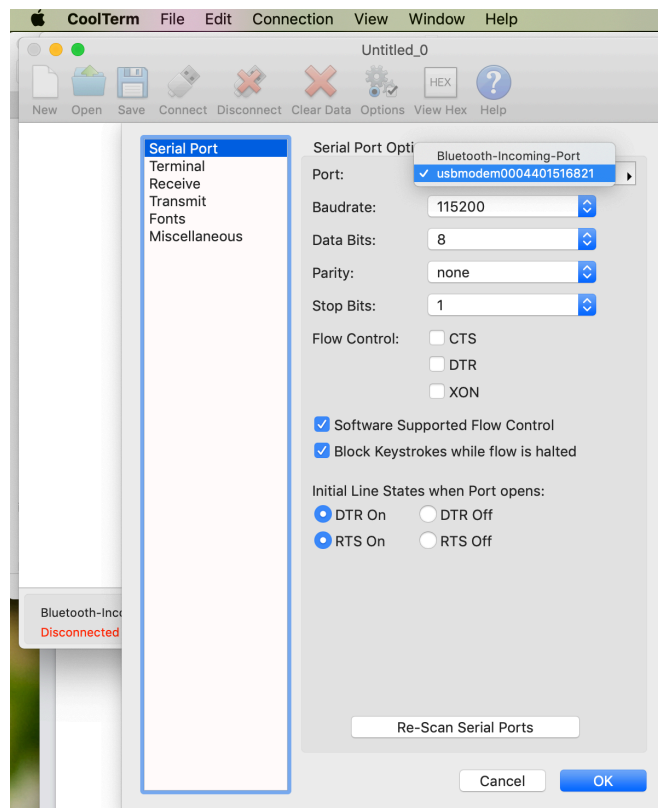 CoolTerm File Edit Connection View Window Help
Untitled_0
HEX
New Open Save Connect Disconnect Clear Data Options View Hex Help
Serial Port
Terminal
Receive
Transmit
Fonts
Miscellaneous
Serial Port Opti
Bluetooth-Incoming-Port
Port: ✓ usbmodem0004401516821
Baudrate: 115200
Data Bits: 8
Parity: none
Stop Bits: 1
Flow Control: CTS
DTR
XON
Software Supported Flow Control
Block Keystrokes while flow is halted
Initial Line States when Port opens:
DTR On DTR Off
RTS On RTS Off
Bluetooth-Inco
Disconnected
Re-Scan Serial Ports
Cancel OK